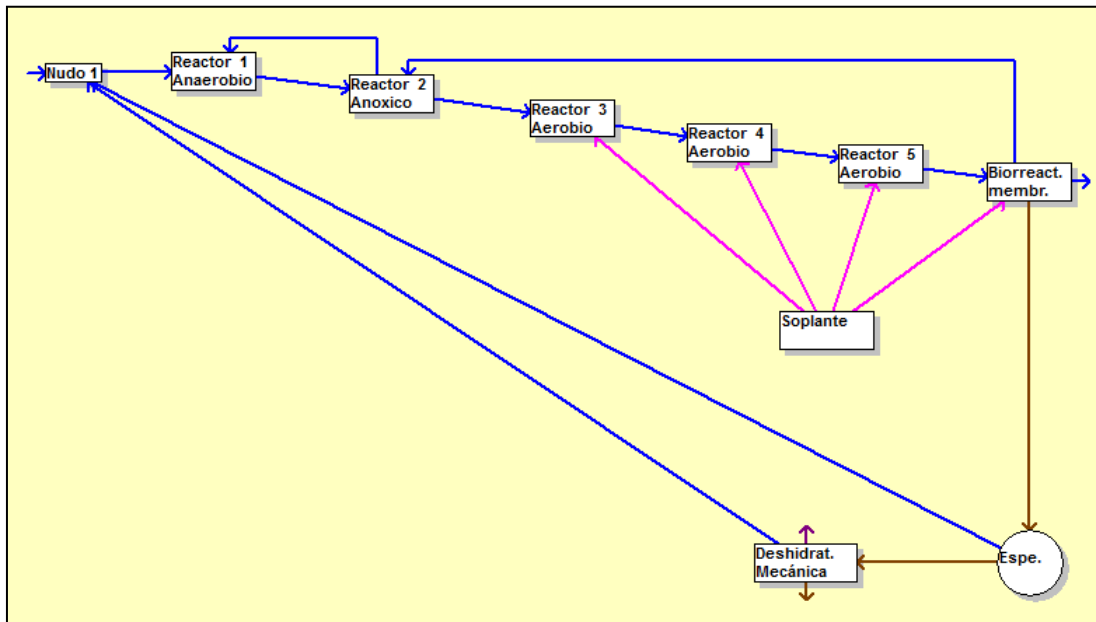 Nudo 1
Reactor 1
Anaerobio
Reactor 2
Anoxico
Reactor 3
Aerobio
Reactor 4
Aerobio
Reactor 5
Aerobio
Biorreact.
membr.
Soplante
Deshidrat.
Mecánica
Espe.